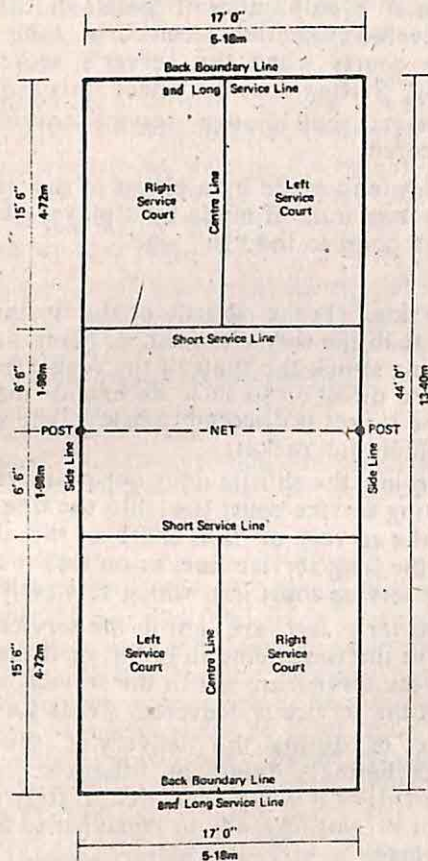 17' 0"
6-18m
Back Boundary Line
and Long Service Line
15' 6"
4-72m
Right
Service
Court
Centre Line
Left
Service
Court
Short Service Line
6' 6"
1-98m
44' 0"
13-40m
POST
NET
POST
Side Line
Side Line
6' 6"
1-98m
Short Service Line
15' 6"
4-72m
Left
Service
Court
Centre Line
Right
Service
Court
Back Boundary Line
and Long Service Line
17' 0"
5-18m